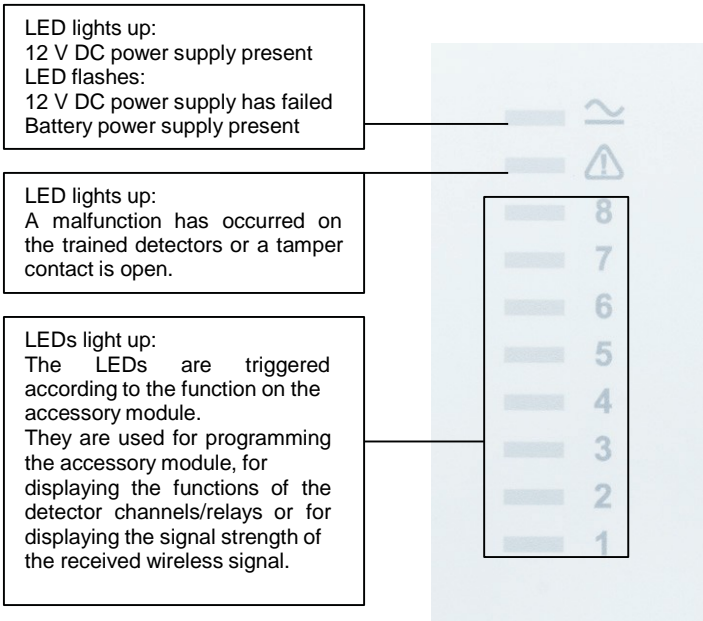 LED lights up:
12 V DC power supply present
LED flashes:
12 V DC power supply has failed
Battery power supply present
LED lights up:
A malfunction has occurred on
the trained detectors or a tamper
contact is open.
LEDs light up:
The LEDs are triggered
according to the function on the
accessory module.
They are used for programming
the accessory module, for
displaying the functions of the
detector channels/relays or for
displaying the signal strength of
the received wireless signal.
8
7
6
5
4
3
2
1